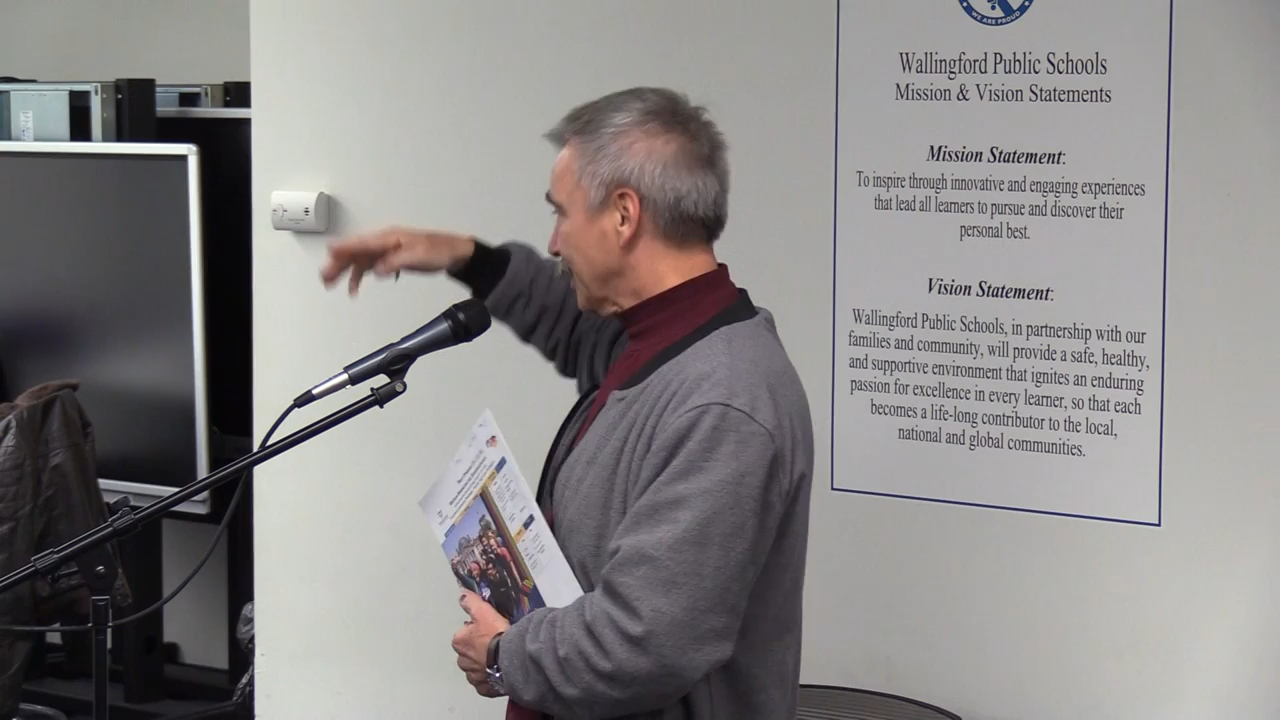 WE ARE PROUD
Wallingford Public Schools
Mission & Vision Statements
Mission Statement:
To inspire through innovative and engaging experiences
that lead all learners to pursue and discover their
personal best.
Vision Statement:
Wallingford Public Schools, in partnership with our
families and community, will provide a safe, healthy,
and supportive environment that ignites an enduring
passion for excellence in every learner, so that each
becomes a life-long contributor to the local,
national and global communities.